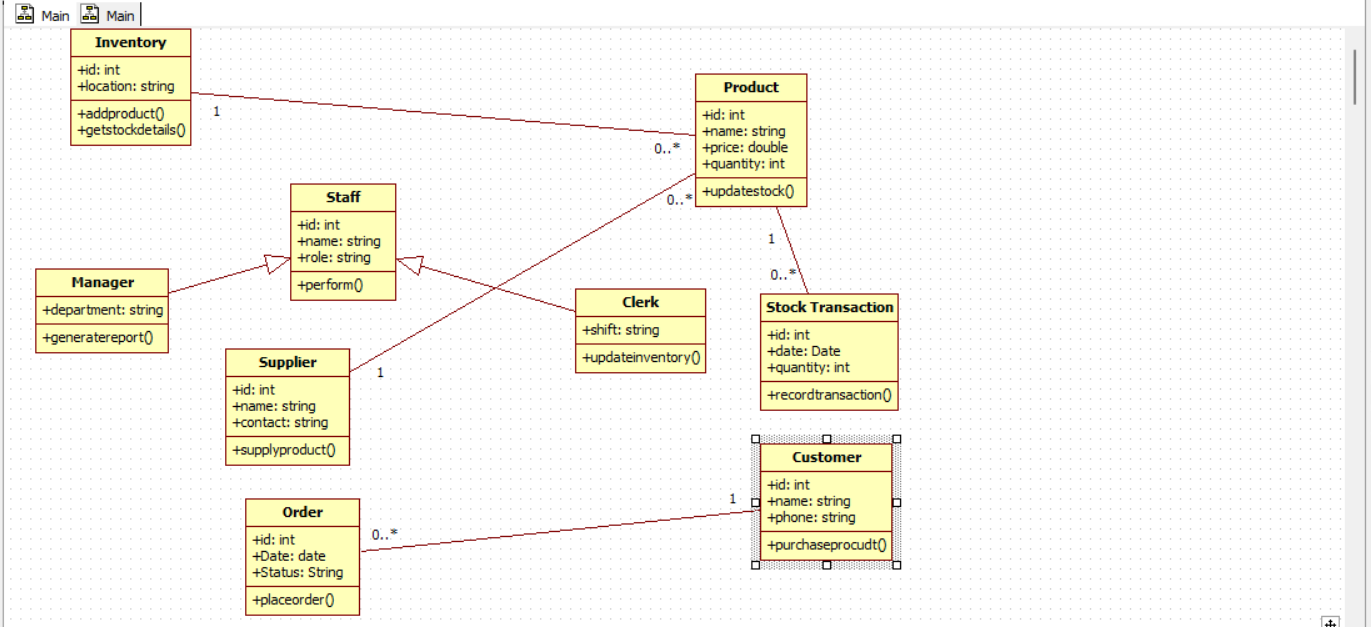 Main Main
Inventory
+id: int
+location: string
+addproduct()
+getstockdetails()
1
0..*
Product
+id: int
+name: string
+price: double
+quantity: int
+updatestock()
Staff
+id: int
+name: string
+role: string
+perform()
0..*
1
0..*
Manager
+department: string
+generatereport()
Clerk
+shift: string
+updateinventory()
Stock Transaction
+id: int
+date: Date
+quantity: int
+recordtransaction()
Supplier
+id: int
+name: string
+contact: string
+supplyproduct()
1
Customer
+id: int
+name: string
+phone: string
+purchaseprocudt()
1
0..*
Order
+id: int
+Date: date
+Status: String
+placeorder()